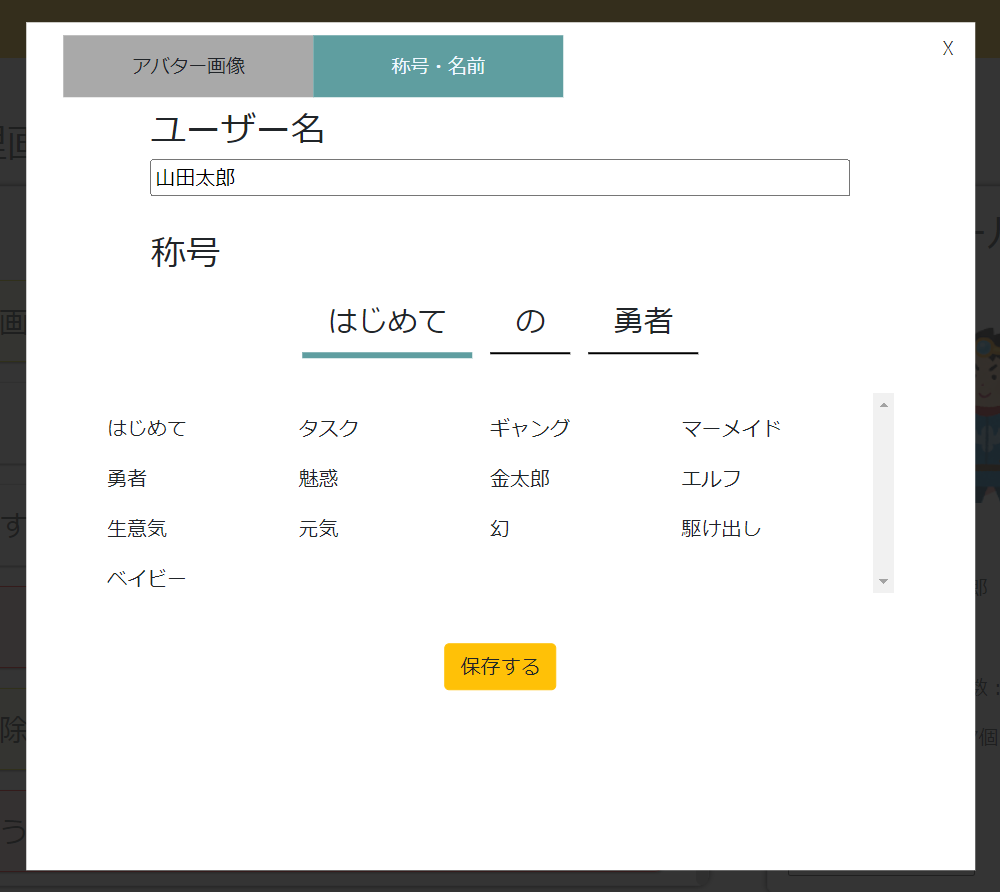 アバター画像 称号・名前 X
ユーザー名
山田太郎
称号
はじめて の 勇者
はじめて タスク ギャング マーメイド
勇者 魅惑 金太郎 エルフ
生意気 元気 幻 駆け出し
ベイビー
保存する